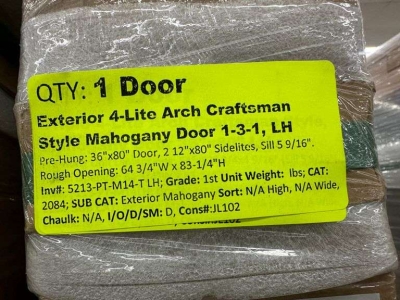 QTY: 1 Door
Exterior 4-Lite Arch Craftsman
Style Mahogany Door 1-3-1, LH
Pre-Hung: 36"x80" Door, 2 12"x80" Sidelites, Sill 5 9/16".
Rough Opening: 64 3/4"W x 83-1/4"H
Inv#: 5213-PT-M14-T LH; Grade: 1st Unit Weight: lbs; CAT:
2084; SUB CAT: Exterior Mahogany Sort: N/A High, N/A Wide,
Chaulk: N/A, I/O/D/SM: D, Cons#:JL102